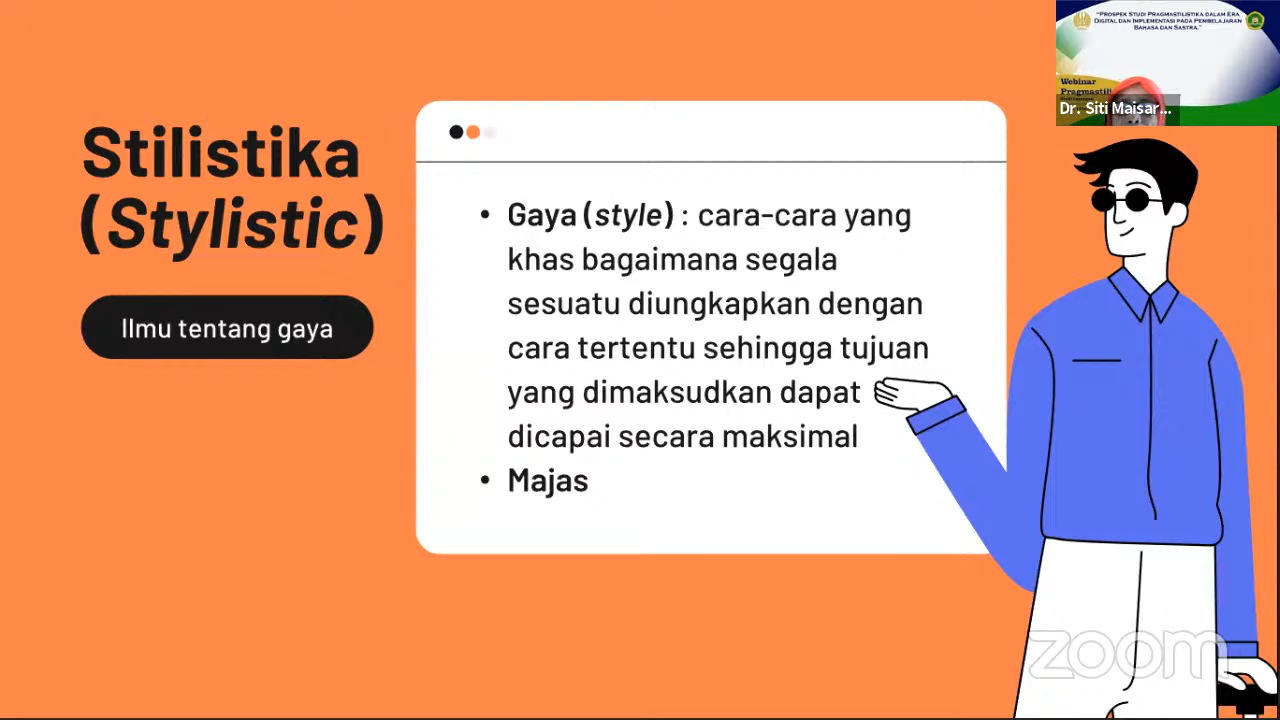 Stilistika
(Stylistic)
Ilmu tentang gaya
• Gaya (style) : cara-cara yang
khas bagaimana segala
sesuatu diungkapkan dengan
cara tertentu sehingga tujuan
yang dimaksudkan dapat
dicapai secara maksimal
• Majas
"PROSPEK STUDI PRAGMASTILISTIKA DALAM ERA
DIGITAL DAN IMPLEMENTASI PADA PEMBELAJARAN
BAHASA DAN SASTRA."
Webinar
Pragmastili
Dr. Siti Maisar...
zoom